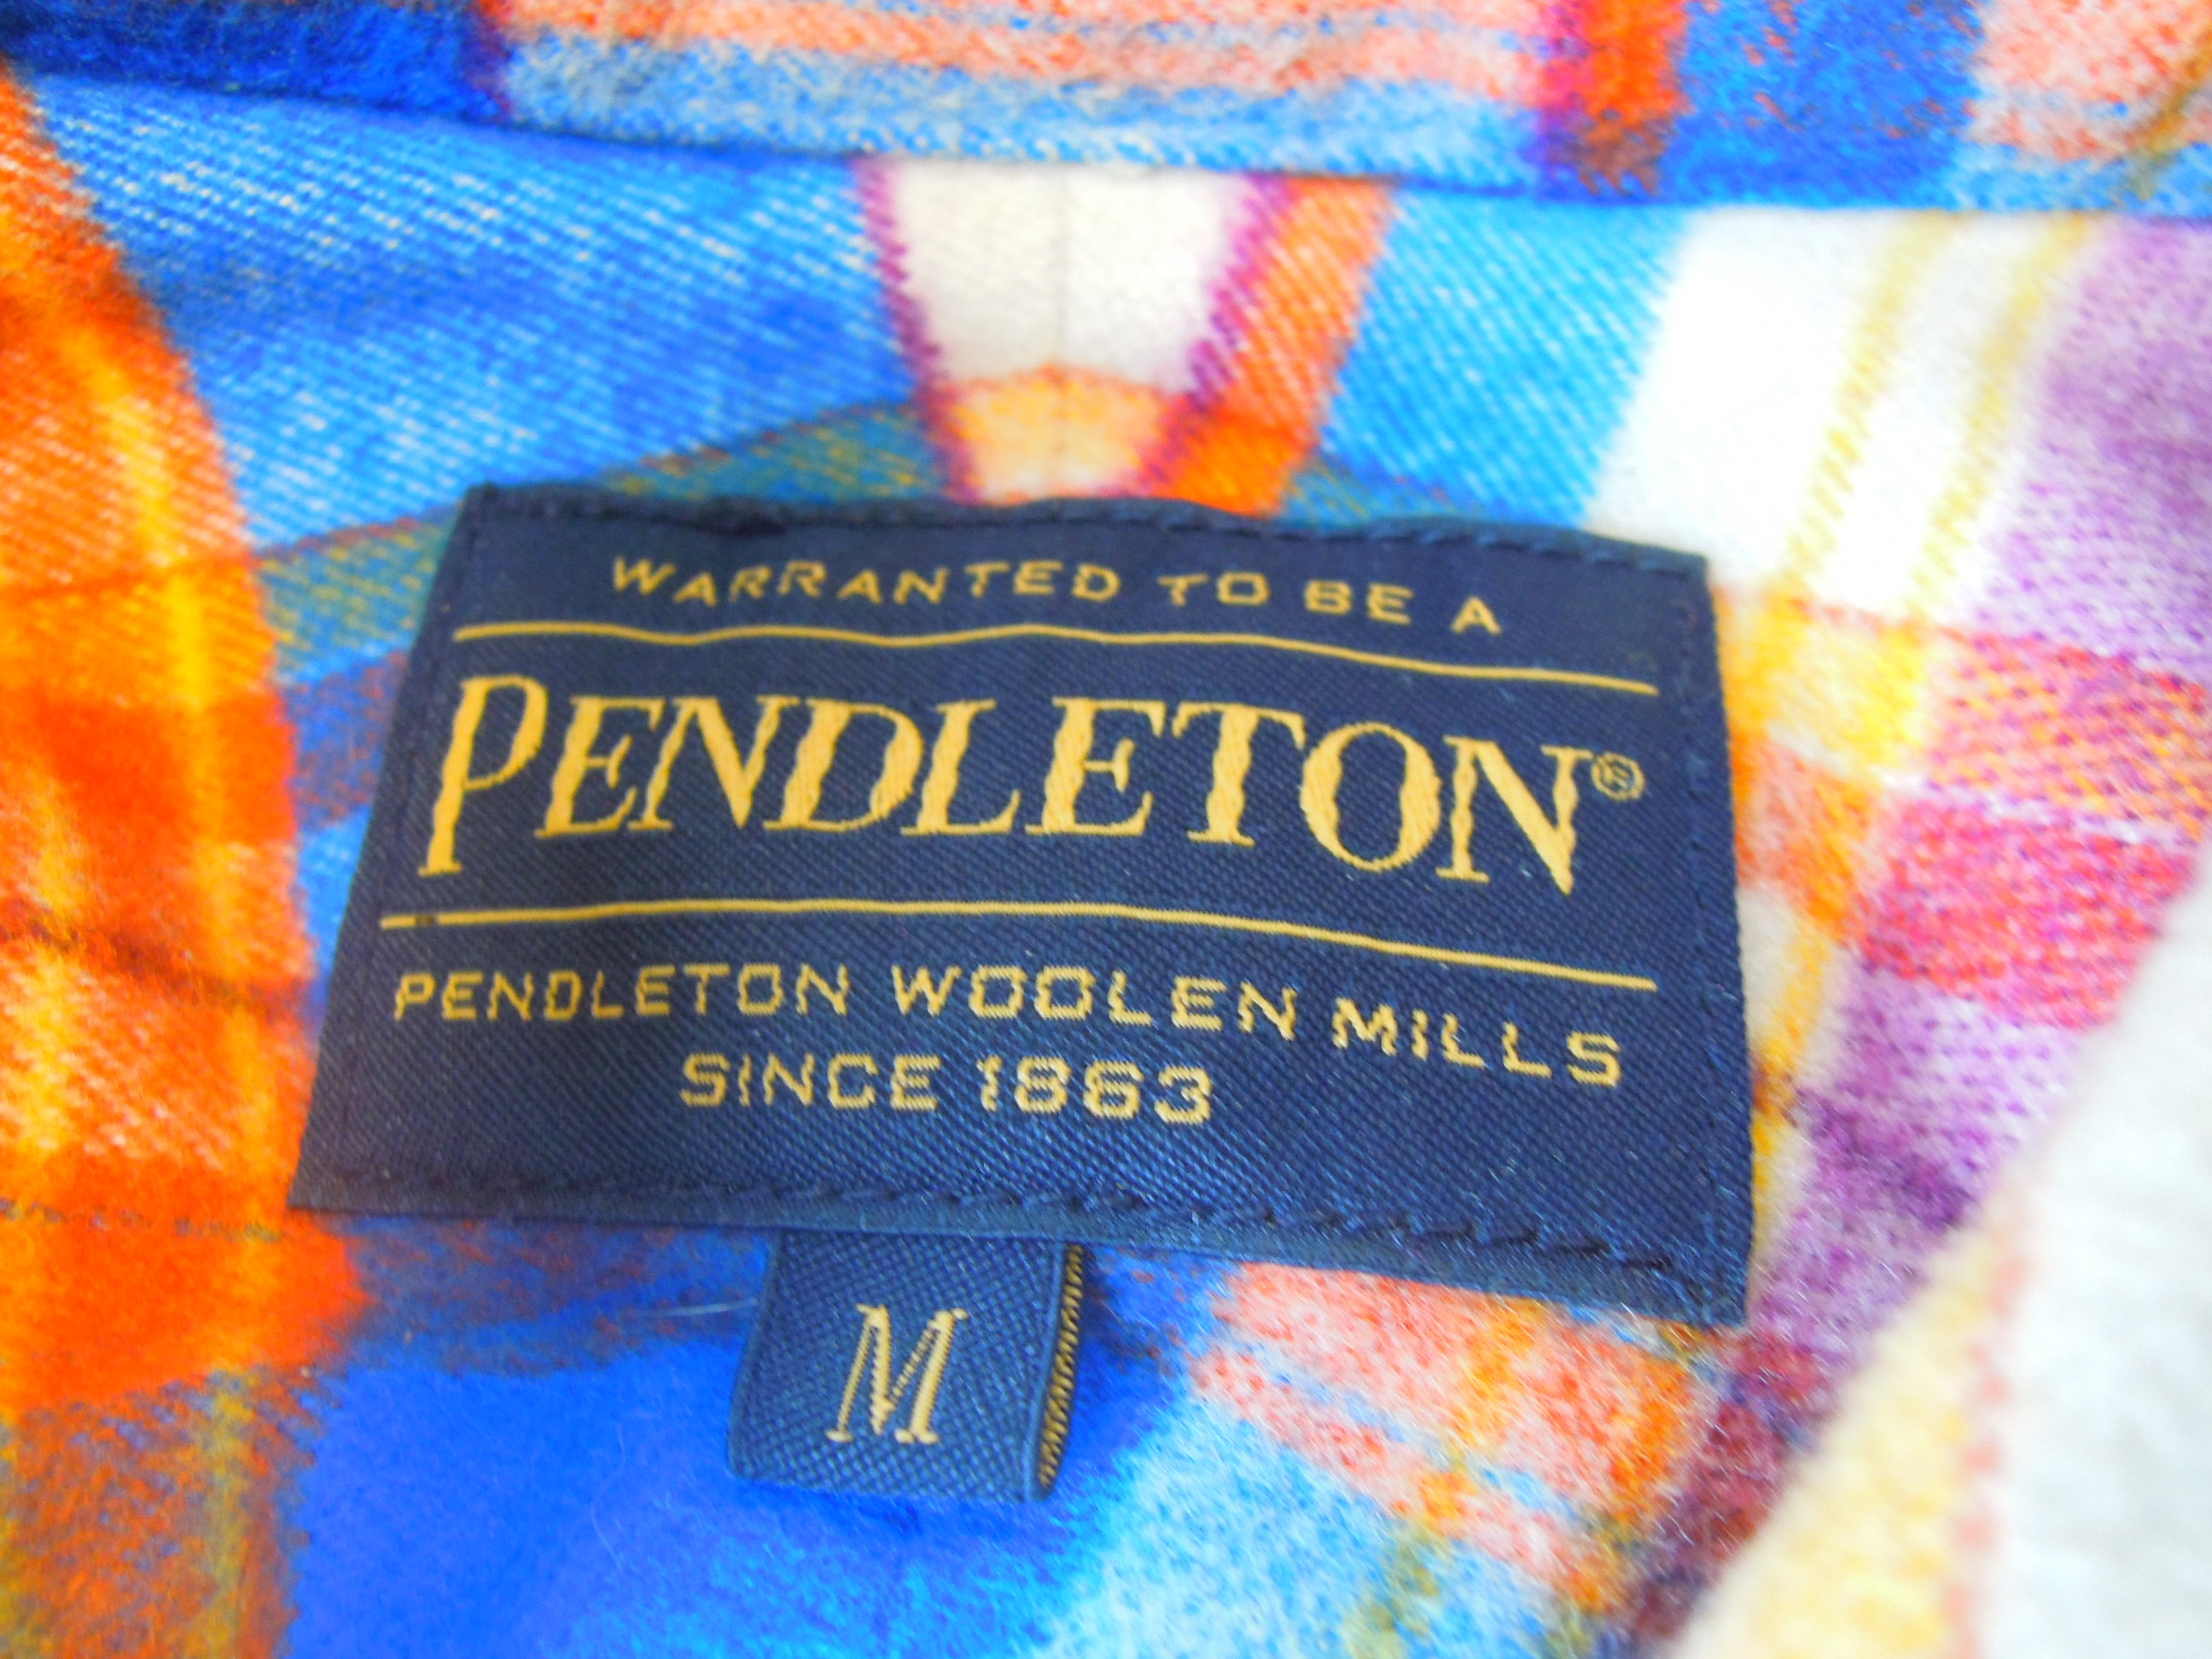 WARRANTED TO BE A
PENDLETON®
PENDLETON WOOLEN MILLS
SINCE 1863
M